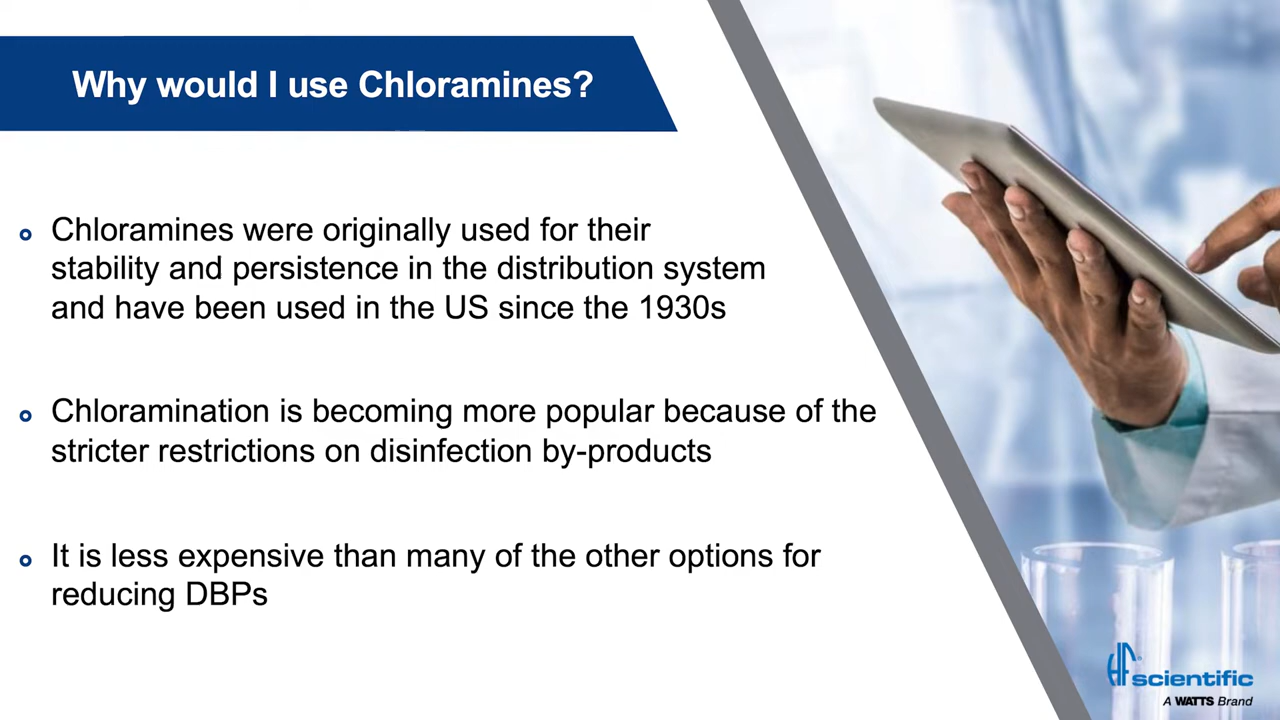 Why would I use Chloramines?
Chloramines were originally used for their
stability and persistence in the distribution system
and have been used in the US since the 1930s
Chloramination is becoming more popular because of the
stricter restrictions on disinfection by-products
It is less expensive than many of the other options for
reducing DBPs
HF scientific
A WATTS Brand